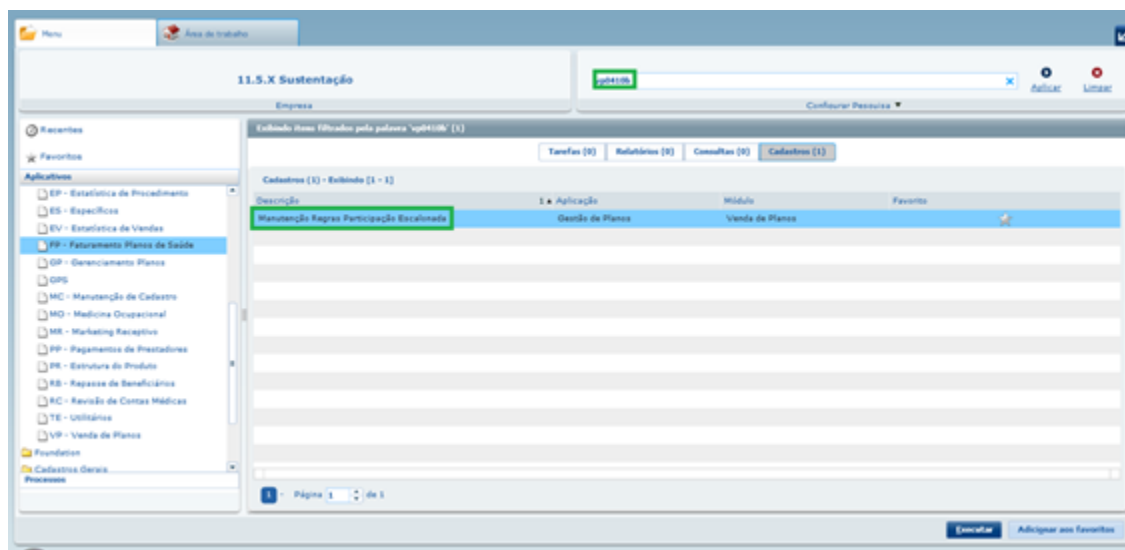 Menu
Área de trabalho
11.5.X Sustentação
Empresa
vp0410b
Aplicar
Limpar
Configurar Pesquisa
Recentes
Favoritos
Aplicativos
EP - Estatística de Procedimento
ES - Específicos
EV - Estatística de Vendas
FP - Faturamento Planos de Saúde
GP - Gerenciamento Planos
GPS
MC - Manutenção de Cadastro
MO - Medicina Ocupacional
MR - Marketing Receptivo
PP - Pagamentos de Prestadores
PR - Estrutura do Produto
RB - Repasse de Beneficiários
RC - Revisão de Contas Médicas
TE - Utilitários
VP - Venda de Planos
Foundation
Cadastros Gerais
Processos
Exibindo itens filtrados pela palavra 'vp0410b' (1)
Tarefas (0) Relatórios (0) Consultas (0) Cadastros (1)
Cadastros (1) - Exibindo [1 - 1]
Descrição 1 Aplicação Módulo Favorito
Manutenção Regras Participação Escalonada Gestão de Planos Venda de Planos
1 Página 1 de 1
Executar Adicionar aos favoritos